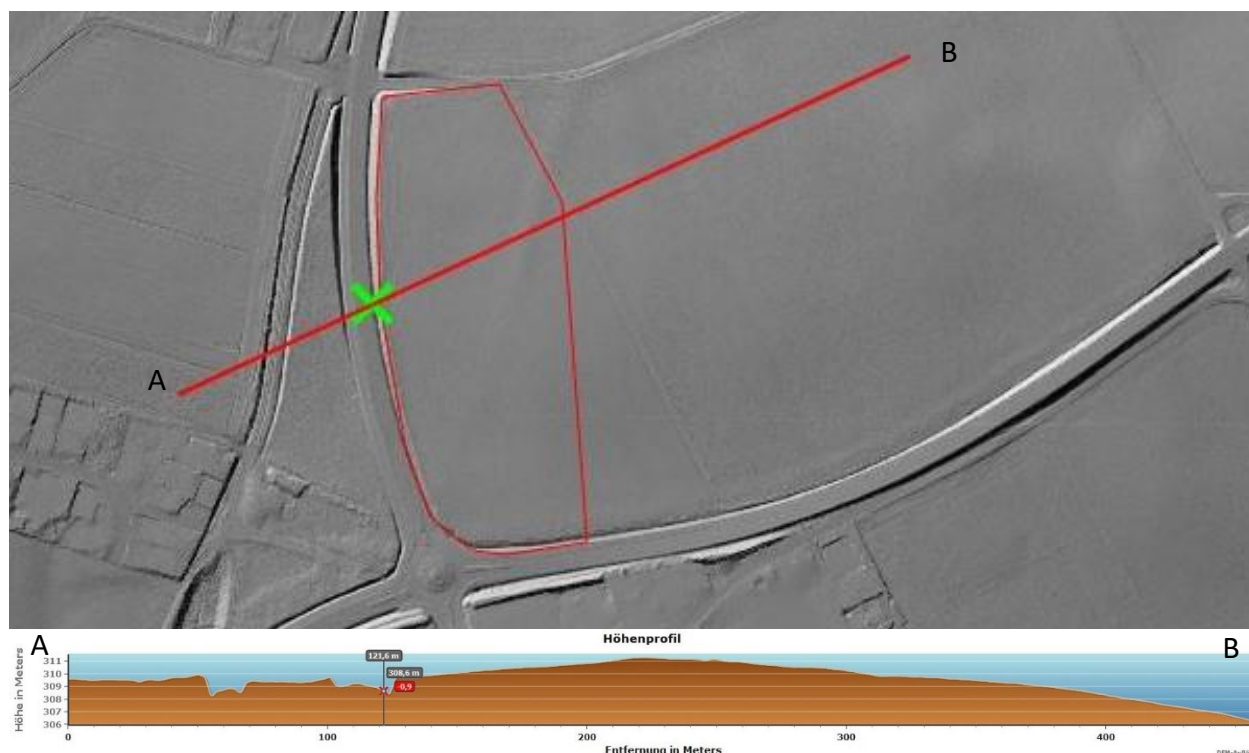 B
A
A
Höhenprofil
B
Höhe in Meters
311
310
309
308
307
306
121,6 m
308,6 m
-0,9
0
100
200
300
400
Entfernung in Meters